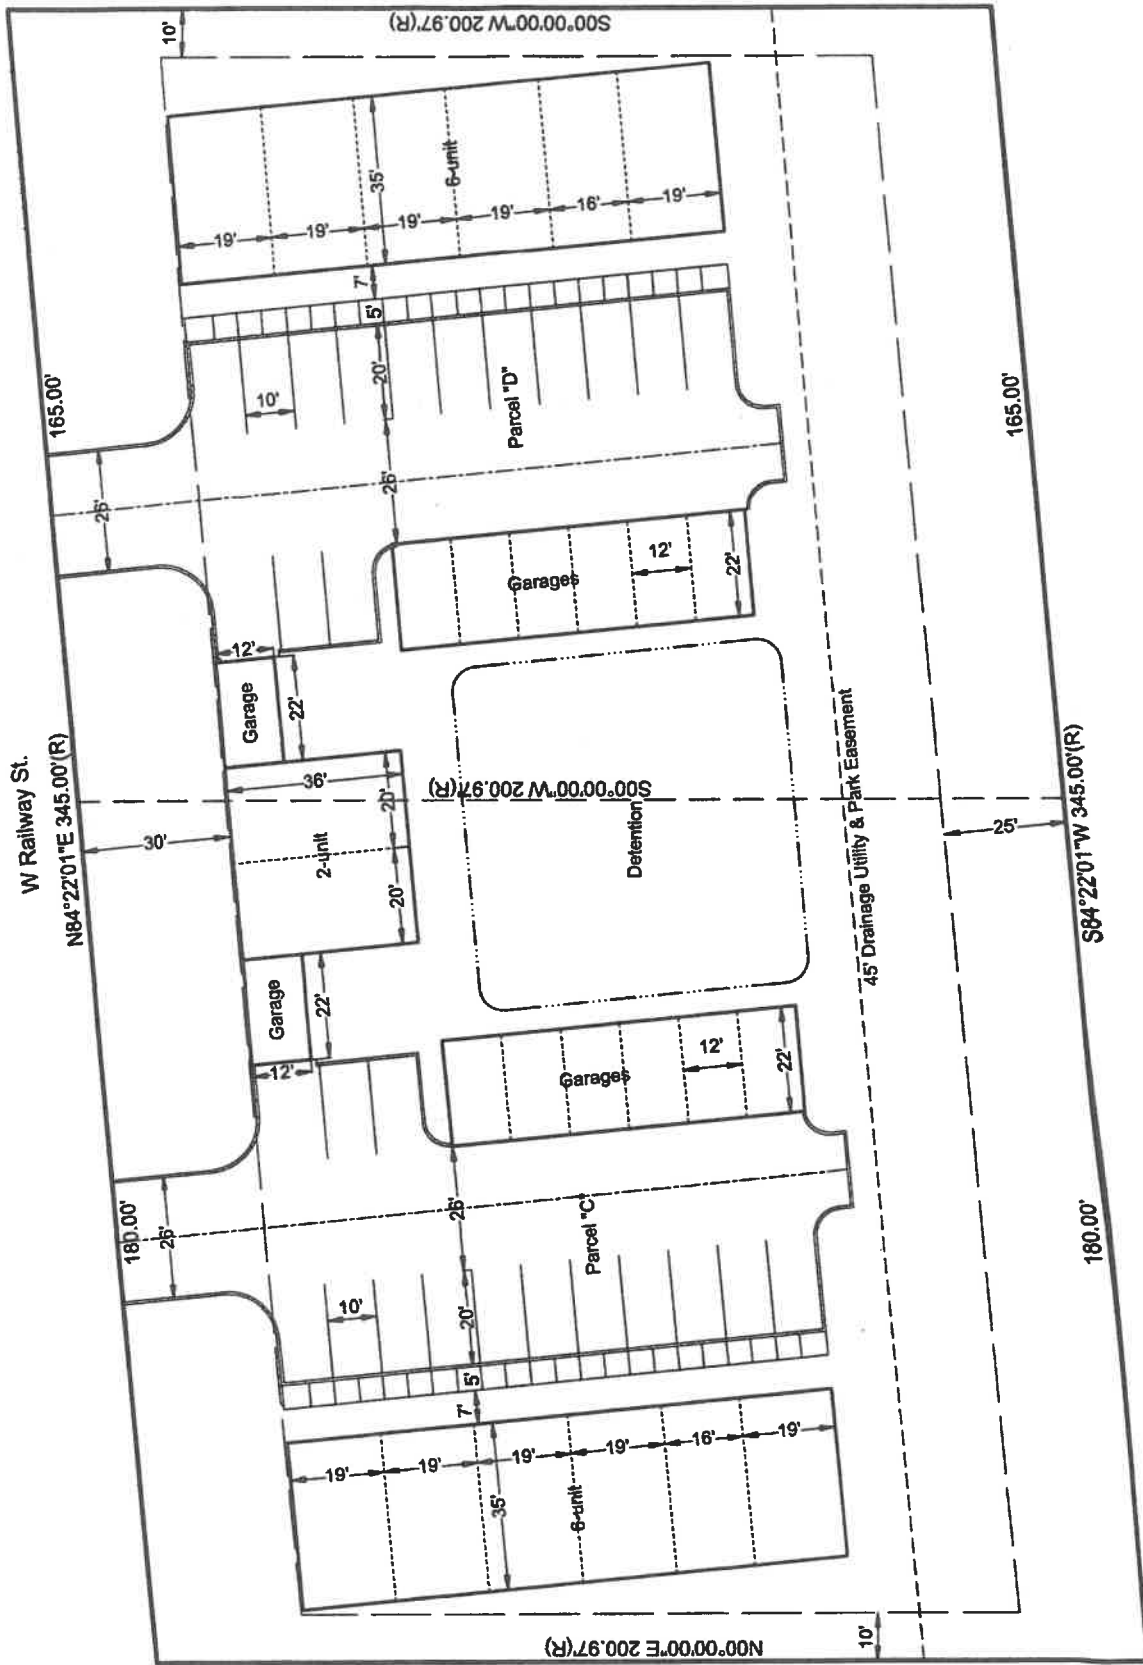 W Railway St.
N84°22'01"E 345.00'(R)
180.00'
165.00'
S00°00'00"W 200.97'(R)
10'
26'
26'
30'
12'
Garage
22'
36'
2-unit
20'
20'
Garage
12'
22'
19'
19'
19'
19'
16'
19'
35'
6-unit
7'
5'
20'
10'
26'
Parcel "D"
Garages
12'
22'
S00°00'00"W 200.97'(R)
Detention
Garages
12'
22'
19'
19'
19'
19'
16'
19'
35'
6-unit
7'
5'
20'
10'
26'
Parcel "C"
45' Drainage Utility & Park Easement
25'
10'
N00°00'00"E 200.97'(R)
180.00'
165.00'
S84°22'01"W 345.00'(R)